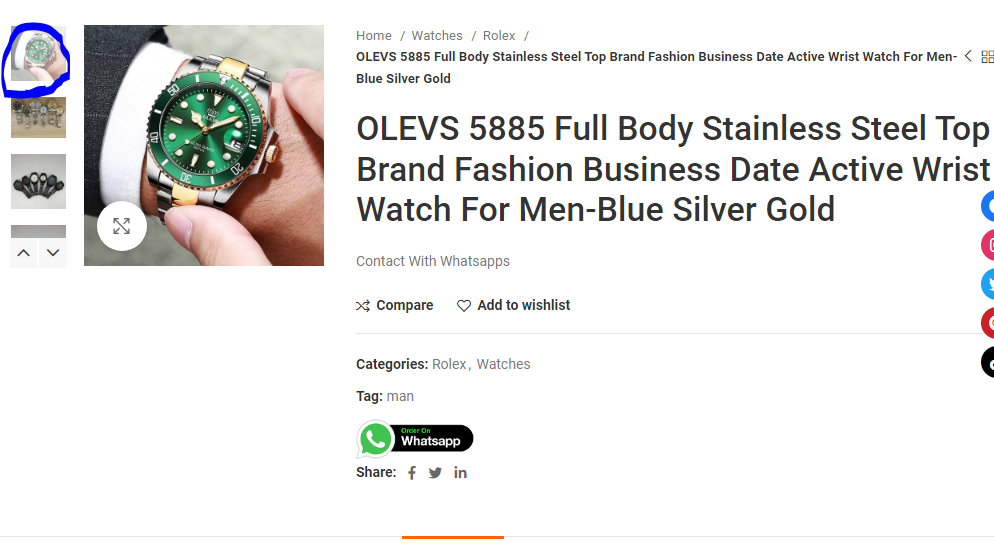 Home / Watches / Rolex /
OLEVS 5885 Full Body Stainless Steel Top Brand Fashion Business Date Active Wrist Watch For Men-
Blue Silver Gold
OLEVS 5885 Full Body Stainless Steel Top
Brand Fashion Business Date Active Wrist
Watch For Men-Blue Silver Gold
Contact With Whatsapps
Compare
Add to wishlist
Categories: Rolex, Watches
Tag: man
Order On
Whatsapp
Share: